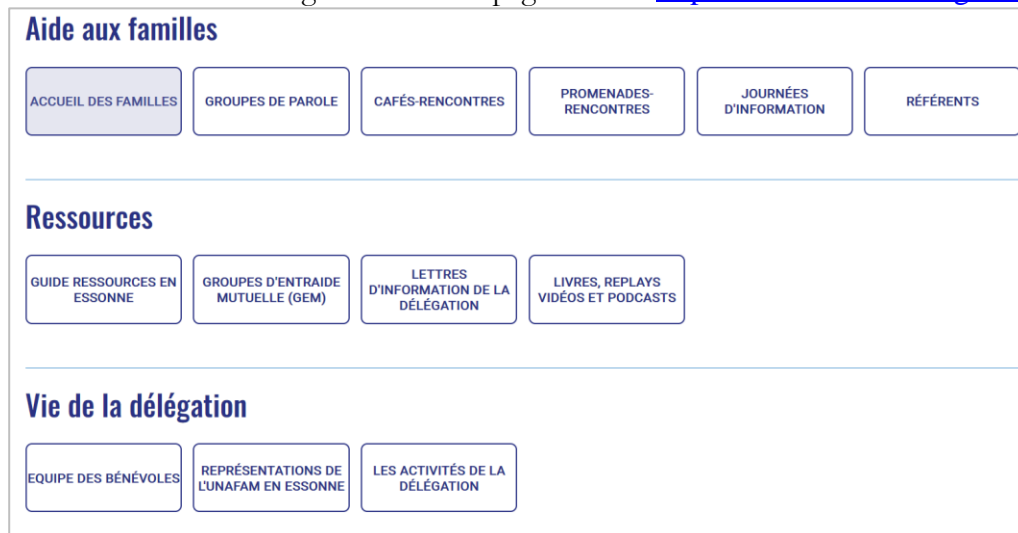 Aide aux familles
ACCUEIL DES FAMILLES
GROUPES DE PAROLE
CAFÉS-RENCONTRES
PROMENADES-
RENCONTRES
JOURNÉES
D'INFORMATION
RÉFÉRENTS
Ressources
GUIDE RESSOURCES EN
ESSONNE
GROUPES D'ENTRAIDE
MUTUELLE (GEM)
LETTRES
D'INFORMATION DE LA
DÉLÉGATION
LIVRES, REPLAYS
VIDÉOS ET PODCASTS
Vie de la délégation
EQUIPE DES BÉNÉVOLES
REPRÉSENTATIONS DE
L'UNAFAM EN ESSONNE
LES ACTIVITÉS DE LA
DÉLÉGATION